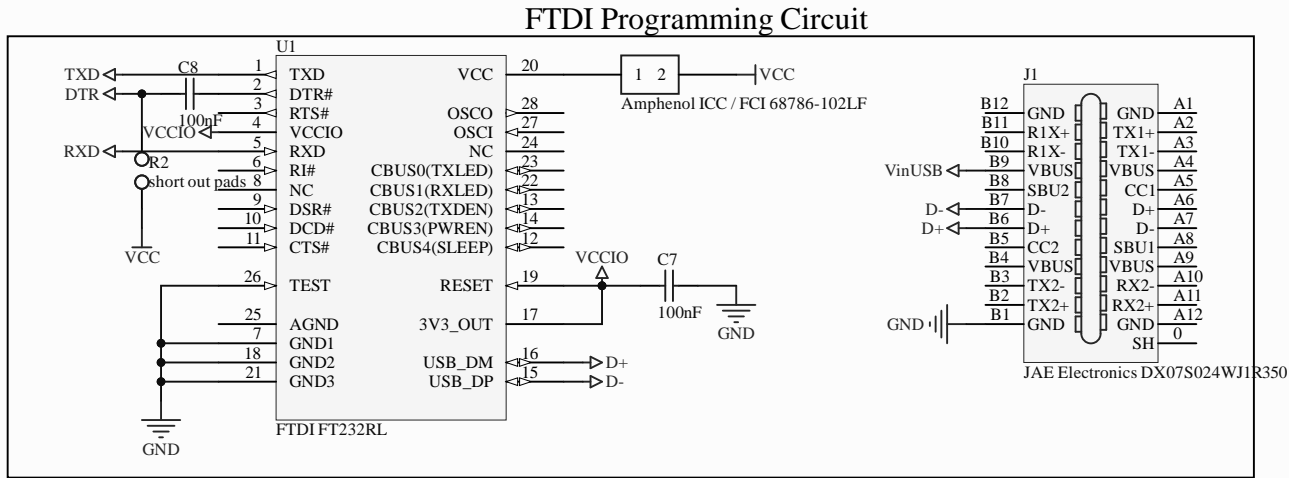 FTDI Programming Circuit
U1
TXD
DTR
C8
100nF
VCCIO
RXD
R2
short out pads
VCC
1 TXD
2 DTR#
3 RTS#
4 VCCIO
5 RXD
6 RI#
8 NC
9 DSR#
10 DCD#
11 CTS#
26 TEST
25 AGND
7 GND1
18 GND2
21 GND3
GND
VCC 20
OSCO 28
OSCI 27
NC 24
CBUS0(TXLED) 23
CBUS1(RXLED) 22
CBUS2(TXDEN) 13
CBUS3(PWREN) 14
CBUS4(SLEEP) 12
RESET 19
3V3_OUT 17
USB_DM 16 D+
USB_DP 15 D-
FTDI FT232RL
1 2
VCC
Amphenol ICC / FCI 68786-102LF
VCCIO
C7
100nF
GND
J1
B12 GND GND A1
B11 R1X+ TX1+ A2
B10 R1X- TX1- A3
VinUSB B9 VBUS VBUS A4
B8 SBU2 CC1 A5
D- B7 D- D+ A6
D+ B6 D+ D- A7
B5 CC2 SBU1 A8
B4 VBUS VBUS A9
B3 TX2- RX2- A10
B2 TX2+ RX2+ A11
GND B1 GND GND A12
SH 0
JAE Electronics DX07S024WJ1R350